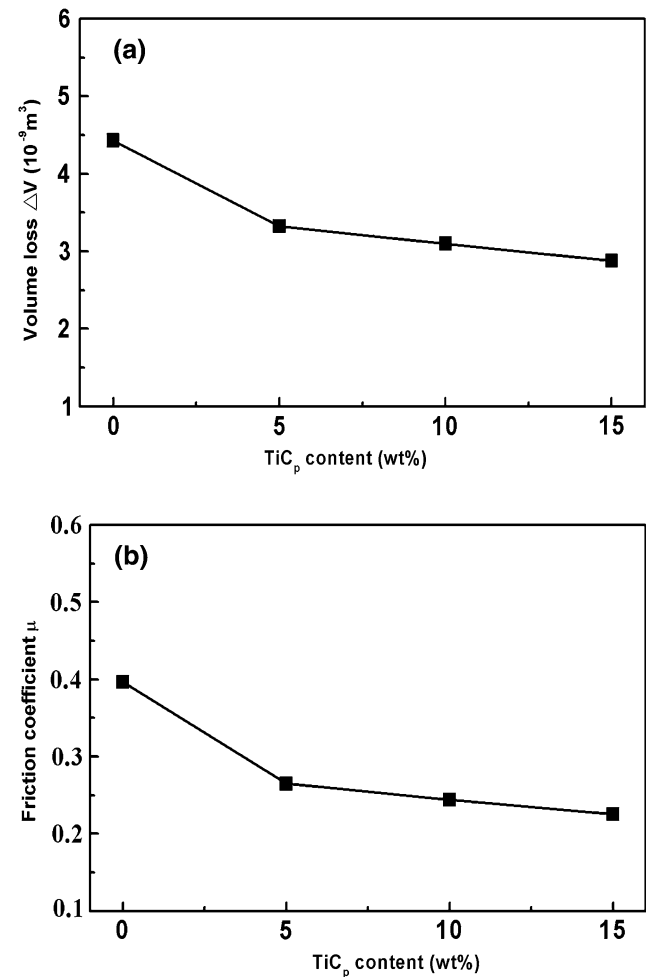 6
(a)
5
4
3
2
1
Volume loss △V (10⁻⁹m³)
0 5 10 15
TiCₚ content (wt%)
0.6
(b)
0.5
0.4
0.3
0.2
0.1
Friction coefficient μ
0 5 10 15
TiCₚ content (wt%)